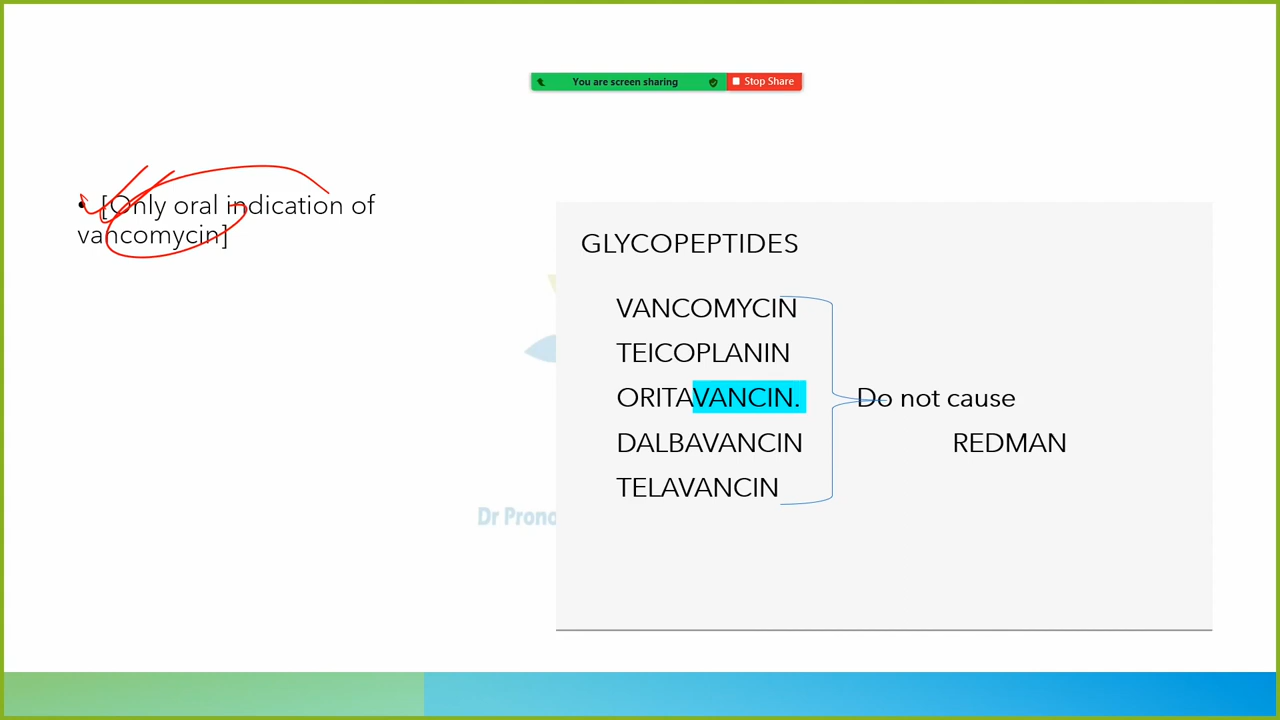 You are screen sharing Stop Share
• [Only oral indication of
vancomycin]
GLYCOPEPTIDES
VANCOMYCIN
TEICOPLANIN
ORITAVANCIN. Do not cause
DALBAVANCIN REDMAN
TELAVANCIN
Dr Prono